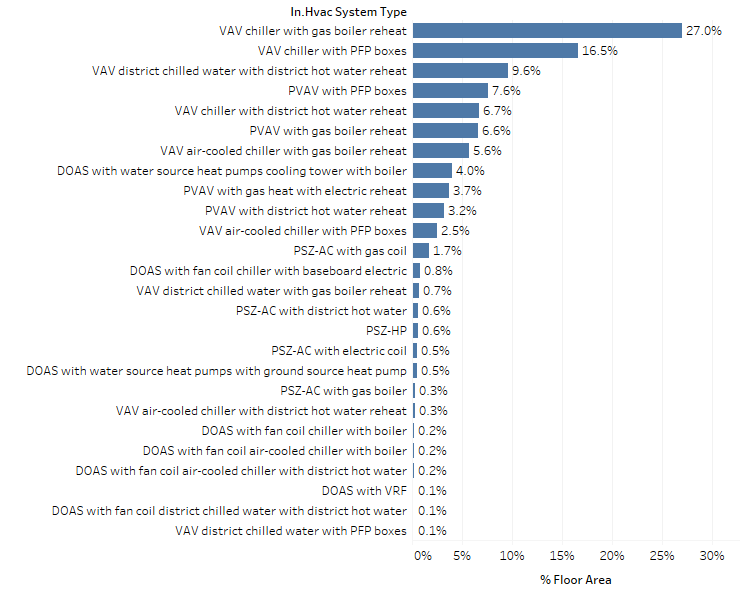 In.Hvac System Type
VAV chiller with gas boiler reheat 27.0%
VAV chiller with PFP boxes 16.5%
VAV district chilled water with district hot water reheat 9.6%
PVAV with PFP boxes 7.6%
VAV chiller with district hot water reheat 6.7%
PVAV with gas boiler reheat 6.6%
VAV air-cooled chiller with gas boiler reheat 5.6%
DOAS with water source heat pumps cooling tower with boiler 4.0%
PVAV with gas heat with electric reheat 3.7%
PVAV with district hot water reheat 3.2%
VAV air-cooled chiller with PFP boxes 2.5%
PSZ-AC with gas coil 1.7%
DOAS with fan coil chiller with baseboard electric 0.8%
VAV district chilled water with gas boiler reheat 0.7%
PSZ-AC with district hot water 0.6%
PSZ-HP 0.6%
PSZ-AC with electric coil 0.5%
DOAS with water source heat pumps with ground source heat pump 0.5%
PSZ-AC with gas boiler 0.3%
VAV air-cooled chiller with district hot water reheat 0.3%
DOAS with fan coil chiller with boiler 0.2%
DOAS with fan coil air-cooled chiller with boiler 0.2%
DOAS with fan coil air-cooled chiller with district hot water 0.2%
DOAS with VRF 0.1%
DOAS with fan coil district chilled water with district hot water 0.1%
VAV district chilled water with PFP boxes 0.1%
0% 5% 10% 15% 20% 25% 30%
% Floor Area